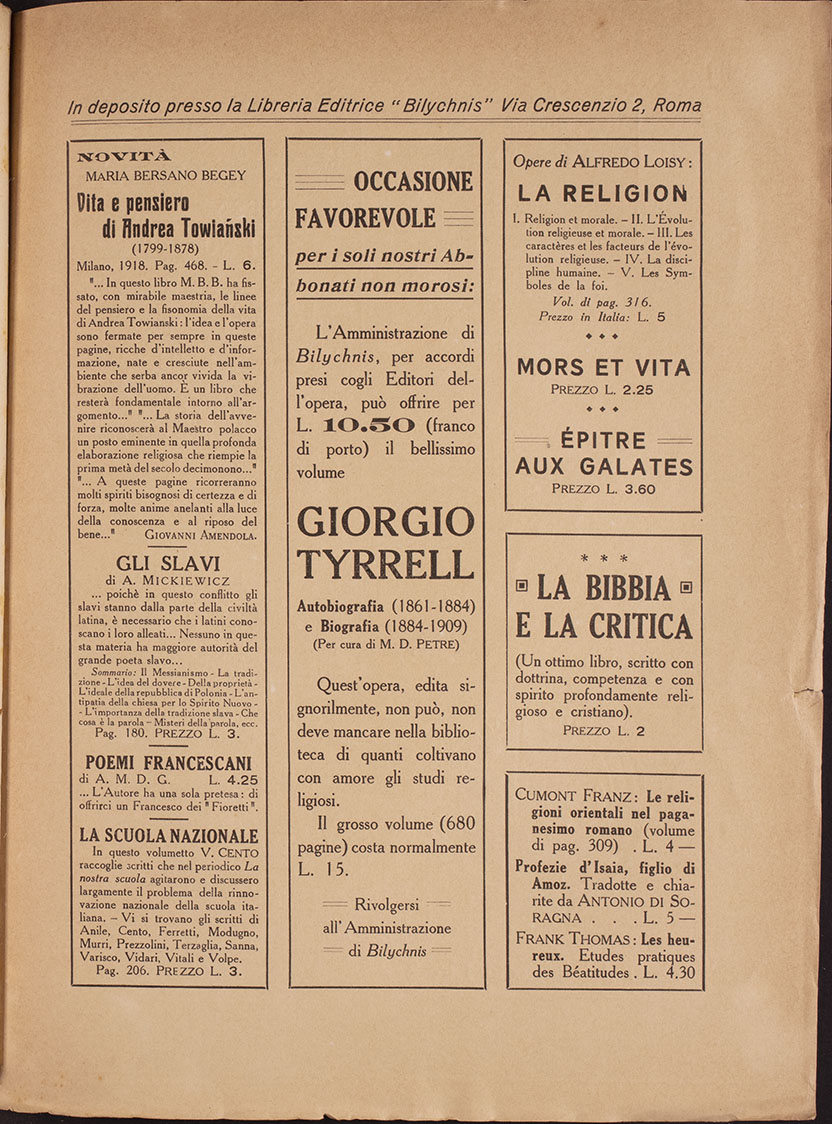 In deposito presso la Libreria Editrice “Bilychnis” Via Crescenzio 2, Roma
NOVITÀ
MARIA BERSANO BEGEY
Vita e pensiero
di Andrea Towiański
(1799-1878)
Milano, 1918. Pag. 468. - L. 6.
"... In questo libro M. B. B. ha fis-
sato, con mirabile maestria, le linee
del pensiero e la fisonomia della vita
di Andrea Towianski: l'idea e l'opera
sono fermate per sempre in queste
pagine, ricche d'intelletto e d'infor-
mazione, nate e cresciute nell'am-
biente che serba ancor vivida la vi-
brazione dell'uomo. È un libro che
resterà fondamentale intorno all'ar-
gomento..." "... La storia dell'avve-
nire riconoscerà al Maestro polacco
un posto eminente in quella profonda
elaborazione religiosa che riempie la
prima metà del secolo decimonono..."
"... A queste pagine ricorreranno
molti spiriti bisognosi di certezza e di
forza, molte anime anelanti alla luce
della conoscenza e al riposo del
bene..." GIOVANNI AMENDOLA.
GLI SLAVI
di A. MICKIEWICZ
... poichè in questo conflitto gli
slavi stanno dalla parte della civiltà
latina, è necessario che i latini cono-
scano i loro alleati... Nessuno in que-
sta materia ha maggiore autorità del
grande poeta slavo...
Sommario: Il Messianismo - La tradi-
zione - L'idea del dovere - Della proprietà -
L'ideale della repubblica di Polonia - L'an-
tipatia della chiesa per lo Spirito Nuovo -
- L'importanza della tradizione slava - Che
cosa è la parola - Misteri della parola, ecc.
Pag. 180. PREZZO L. 3.
POEMI FRANCESCANI
di A. M. D. G. L. 4.25
... L'Autore ha una sola pretesa: di
offrirci un Francesco dei "Fioretti".
LA SCUOLA NAZIONALE
In questo volumetto V. CENTO
raccoglie scritti che nel periodico La
nostra scuola agitarono e discussero
largamente il problema della rinno-
vazione nazionale della scuola ita-
liana. - Vi si trovano gli scritti di
Anile, Cento, Ferretti, Modugno,
Murri, Prezzolini, Terzaglia, Sanna,
Varisco, Vidari, Vitali e Volpe.
Pag. 206. PREZZO L. 3.
OCCASIONE
FAVOREVOLE
per i soli nostri Ab-
bonati non morosi:
L'Amministrazione di
Bilychnis, per accordi
presi cogli Editori del-
l'opera, può offrire per
L. 10.50 (franco
di porto) il bellissimo
volume
GIORGIO
TYRRELL
Autobiografia (1861-1884)
e Biografia (1884-1909)
(Per cura di M. D. PETRE)
Quest'opera, edita si-
gnorilmente, non può, non
deve mancare nella biblio-
teca di quanti coltivano
con amore gli studi re-
ligiosi.
Il grosso volume (680
pagine) costa normalmente
L. 15.
Rivolgersi
all'Amministrazione
di Bilychnis
Opere di ALFREDO LOISY:
LA RELIGION
I. Religion et morale. - II. L'Évolu-
tion religieuse et morale. - III. Les
caractères et les facteurs de l'évo-
lution religieuse. - IV. La disci-
pline humaine. - V. Les Sym-
boles de la foi.
Vol. di pag. 316.
Prezzo in Italia: L. 5
MORS ET VITA
PREZZO L. 2.25
ÉPITRE
AUX GALATES
PREZZO L. 3.60
* * *
LA BIBBIA
E LA CRITICA
(Un ottimo libro, scritto con
dottrina, competenza e con
spirito profondamente reli-
gioso e cristiano).
PREZZO L. 2
CUMONT FRANZ: Le reli-
gioni orientali nel paga-
nesimo romano (volume
di pag. 309) . L. 4 —
Profezie d'Isaia, figlio di
Amoz. Tradotte e chia-
rite da ANTONIO DI SO-
RAGNA . . . L. 5 —
FRANK THOMAS: Les heu-
reux. Etudes pratiques
des Béatitudes . L. 4.30